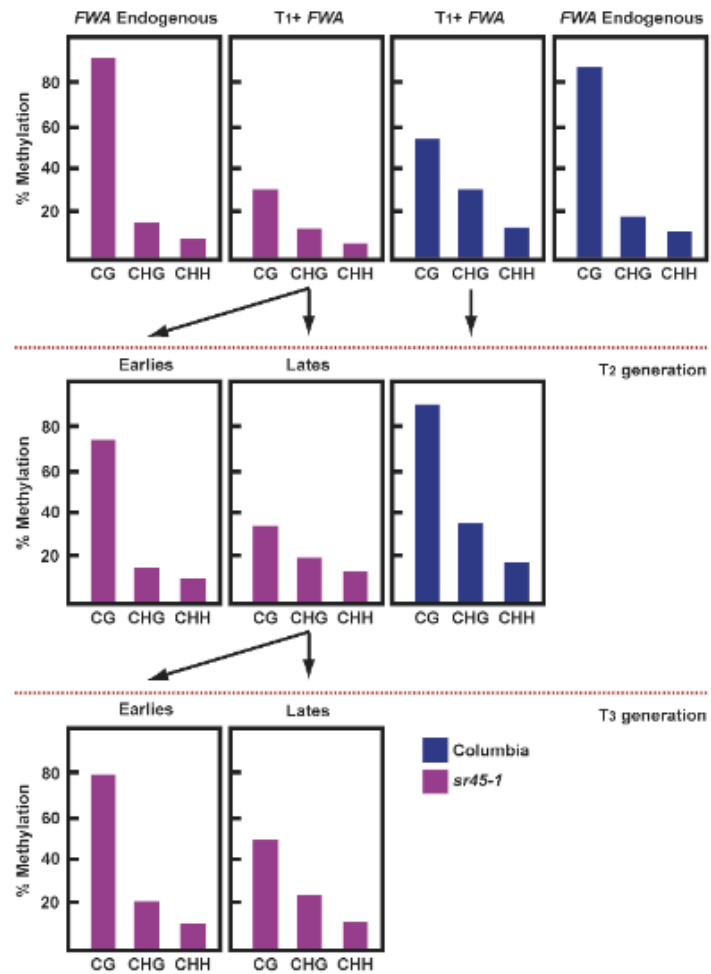 FWA Endogenous T1+ FWA T1+ FWA FWA Endogenous
% Methylation
80
60
40
20
CG CHG CHH CG CHG CHH CG CHG CHH CG CHG CHH
Earlies Lates T2 generation
% Methylation
80
60
40
20
CG CHG CHH CG CHG CHH CG CHG CHH
Earlies Lates T3 generation
% Methylation
80
60
40
20
Columbia
sr45-1
CG CHG CHH CG CHG CHH